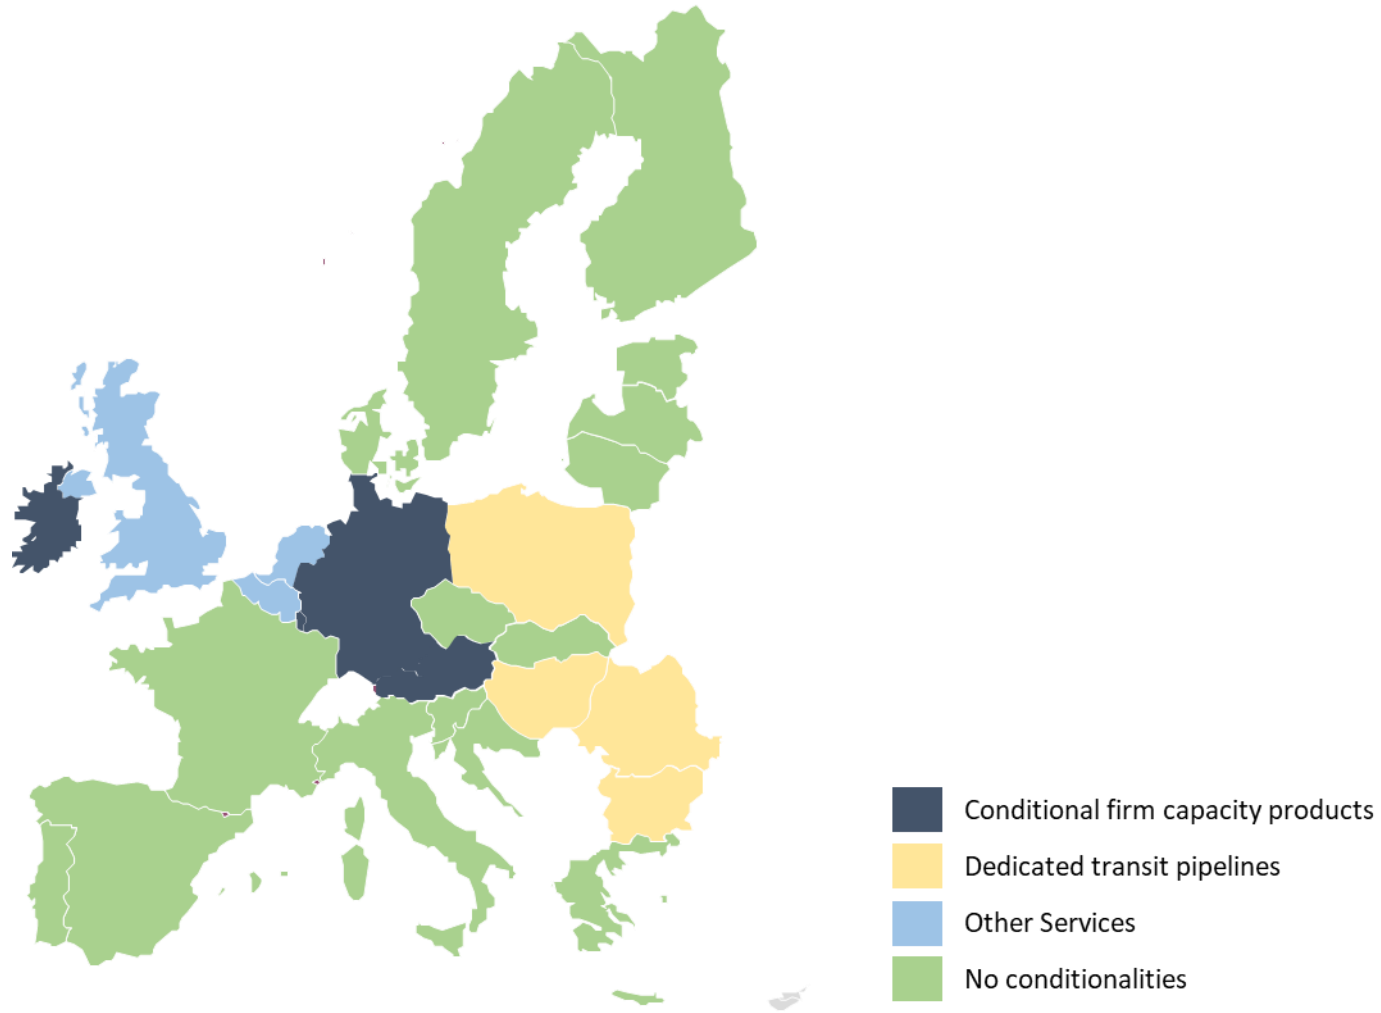 Conditional firm capacity products
Dedicated transit pipelines
Other Services
No conditionalities